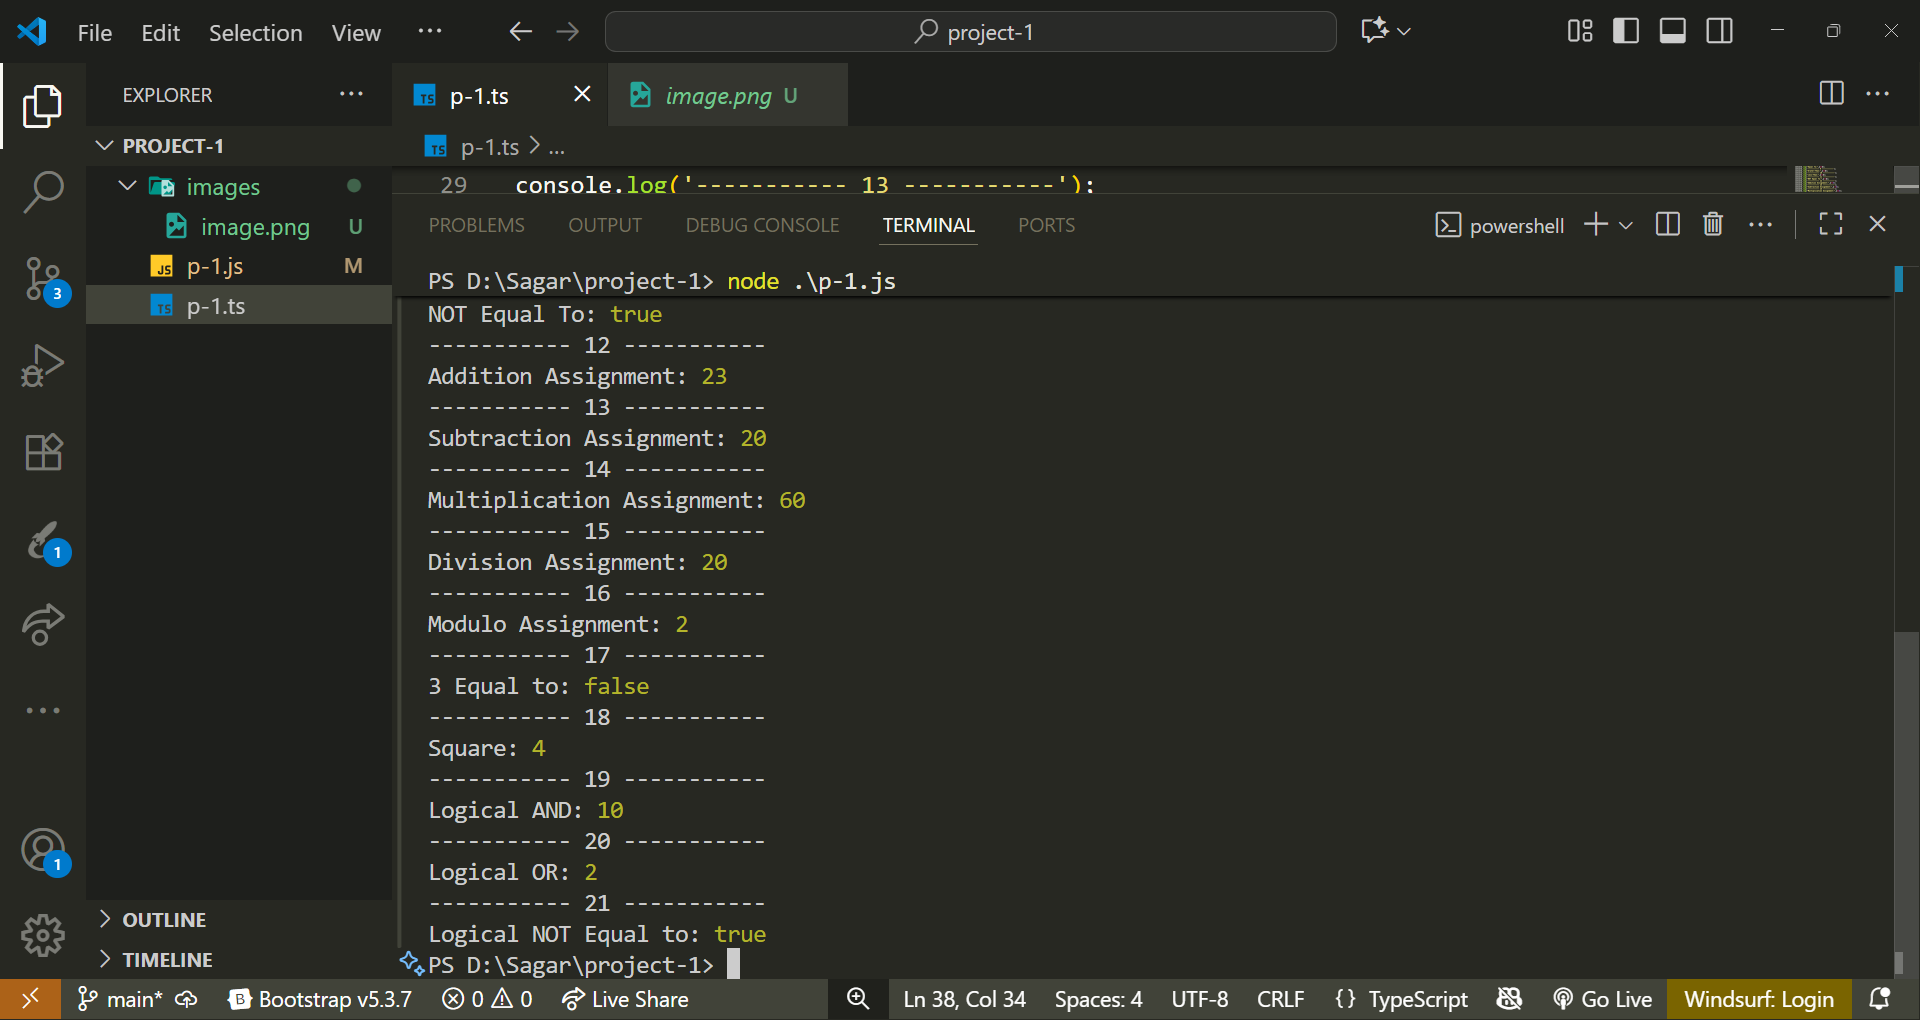 File Edit Selection View ··· project-1
EXPLORER ···
PROJECT-1
images
image.png U
p-1.js M
p-1.ts
OUTLINE
TIMELINE
3
1
1
p-1.ts image.png U
p-1.ts > ...
29 console.log('----------- 13 -----------');
PROBLEMS OUTPUT DEBUG CONSOLE TERMINAL PORTS powershell
PS D:\Sagar\project-1> node .\p-1.js
NOT Equal To: true
----------- 12 -----------
Addition Assignment: 23
----------- 13 -----------
Subtraction Assignment: 20
----------- 14 -----------
Multiplication Assignment: 60
----------- 15 -----------
Division Assignment: 20
----------- 16 -----------
Modulo Assignment: 2
----------- 17 -----------
3 Equal to: false
----------- 18 -----------
Square: 4
----------- 19 -----------
Logical AND: 10
----------- 20 -----------
Logical OR: 2
----------- 21 -----------
Logical NOT Equal to: true
PS D:\Sagar\project-1>
main* Bootstrap v5.3.7 0 0 Live Share Ln 38, Col 34 Spaces: 4 UTF-8 CRLF {} TypeScript Go Live Windsurf: Login